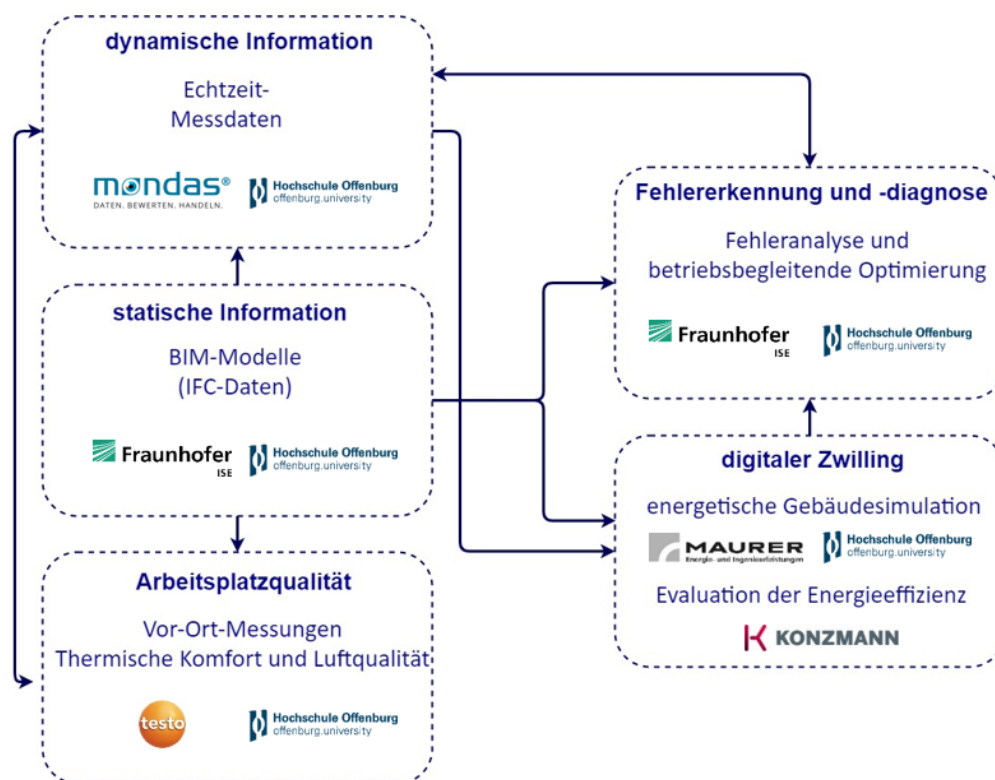 dynamische Information
Echtzeit-
Messdaten
mondas®
DATEN. BEWERTEN. HANDELN.
Hochschule Offenburg
offenburg.university
statische Information
BIM-Modelle
(IFC-Daten)
Fraunhofer
ISE
Hochschule Offenburg
offenburg.university
Arbeitsplatzqualität
Vor-Ort-Messungen
Thermische Komfort und Luftqualität
testo
Hochschule Offenburg
offenburg.university
Fehlererkennung und -diagnose
Fehleranalyse und
betriebsbegleitende Optimierung
Fraunhofer
ISE
Hochschule Offenburg
offenburg.university
digitaler Zwilling
energetische Gebäudesimulation
MAURER
Energie- und Ingenieurleistungen
Hochschule Offenburg
offenburg.university
Evaluation der Energieeffizienz
KONZMANN